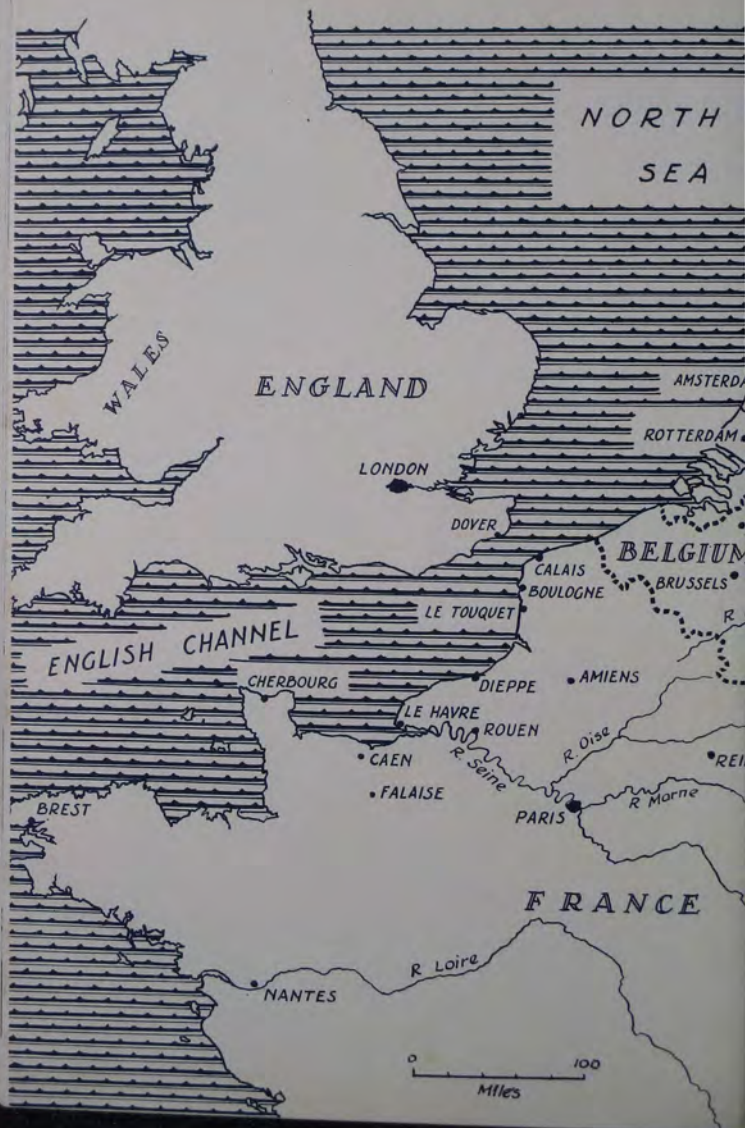 NORTH
SEA
AMSTERDA
WALES
ENGLAND
ROTTERDAM
LONDON
DOVER
BELGIUM
CALAIS
BRUSSELS
BOULOGNE
LE TOUQUET
R.
ENGLISH CHANNEL
CHERBOURG
DIEPPE
AMIENS
LE HAVRE
ROUEN
R. Oise
CAEN
R. Seine
REI
FALAISE
R Marne
BREST
PARIS
FRANCE
R Loire
NANTES
0 100
Miles